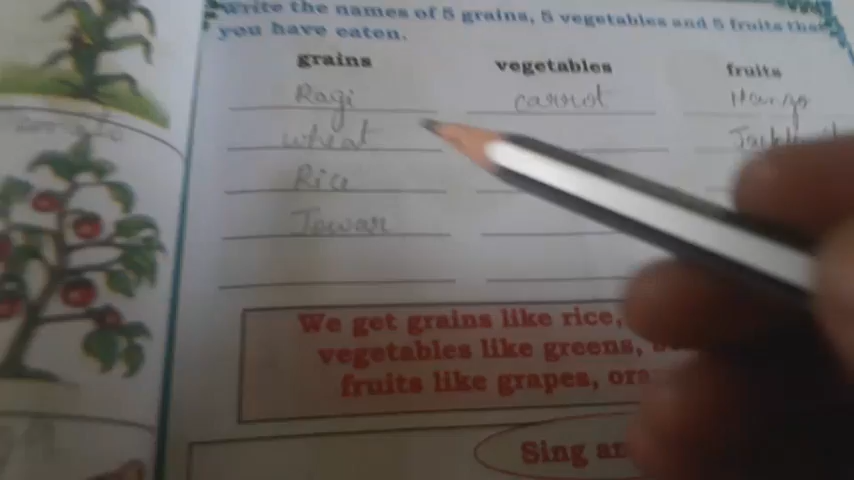 Write the names of 5 grains, 5 vegetables and 5 fruits that
you have eaten.
grains vegetables fruits
Ragi carrot Mango
wheat
Rice
Jowar
We get grains like rice,
vegetables like greens,
fruits like grapes,
Sing